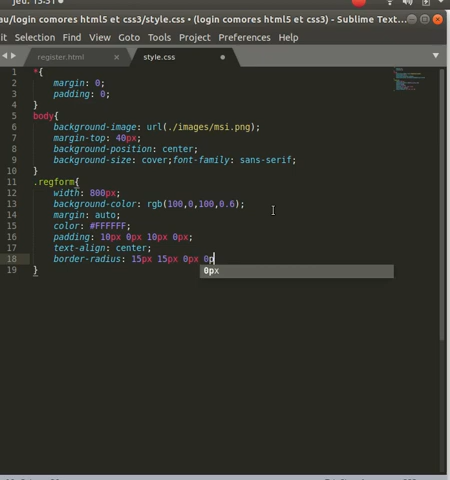 jeu. 13:31
au/login comores html5 et css3/style.css • (login comores html5 et css3) - Sublime Text...
it Selection Find View Goto Tools Project Preferences Help
register.html style.css
1 *{
2 margin: 0;
3 padding: 0;
4 }
5 body{
6 background-image: url(./images/msi.png);
7 margin-top: 40px;
8 background-position: center;
9 background-size: cover;font-family: sans-serif;
10 }
11 .regform{
12 width: 800px;
13 background-color: rgb(100,0,100,0.6);
14 margin: auto;
15 color: #FFFFFF;
16 padding: 10px 0px 10px 0px;
17 text-align: center;
18 border-radius: 15px 15px 0px 0p
0px
19 }